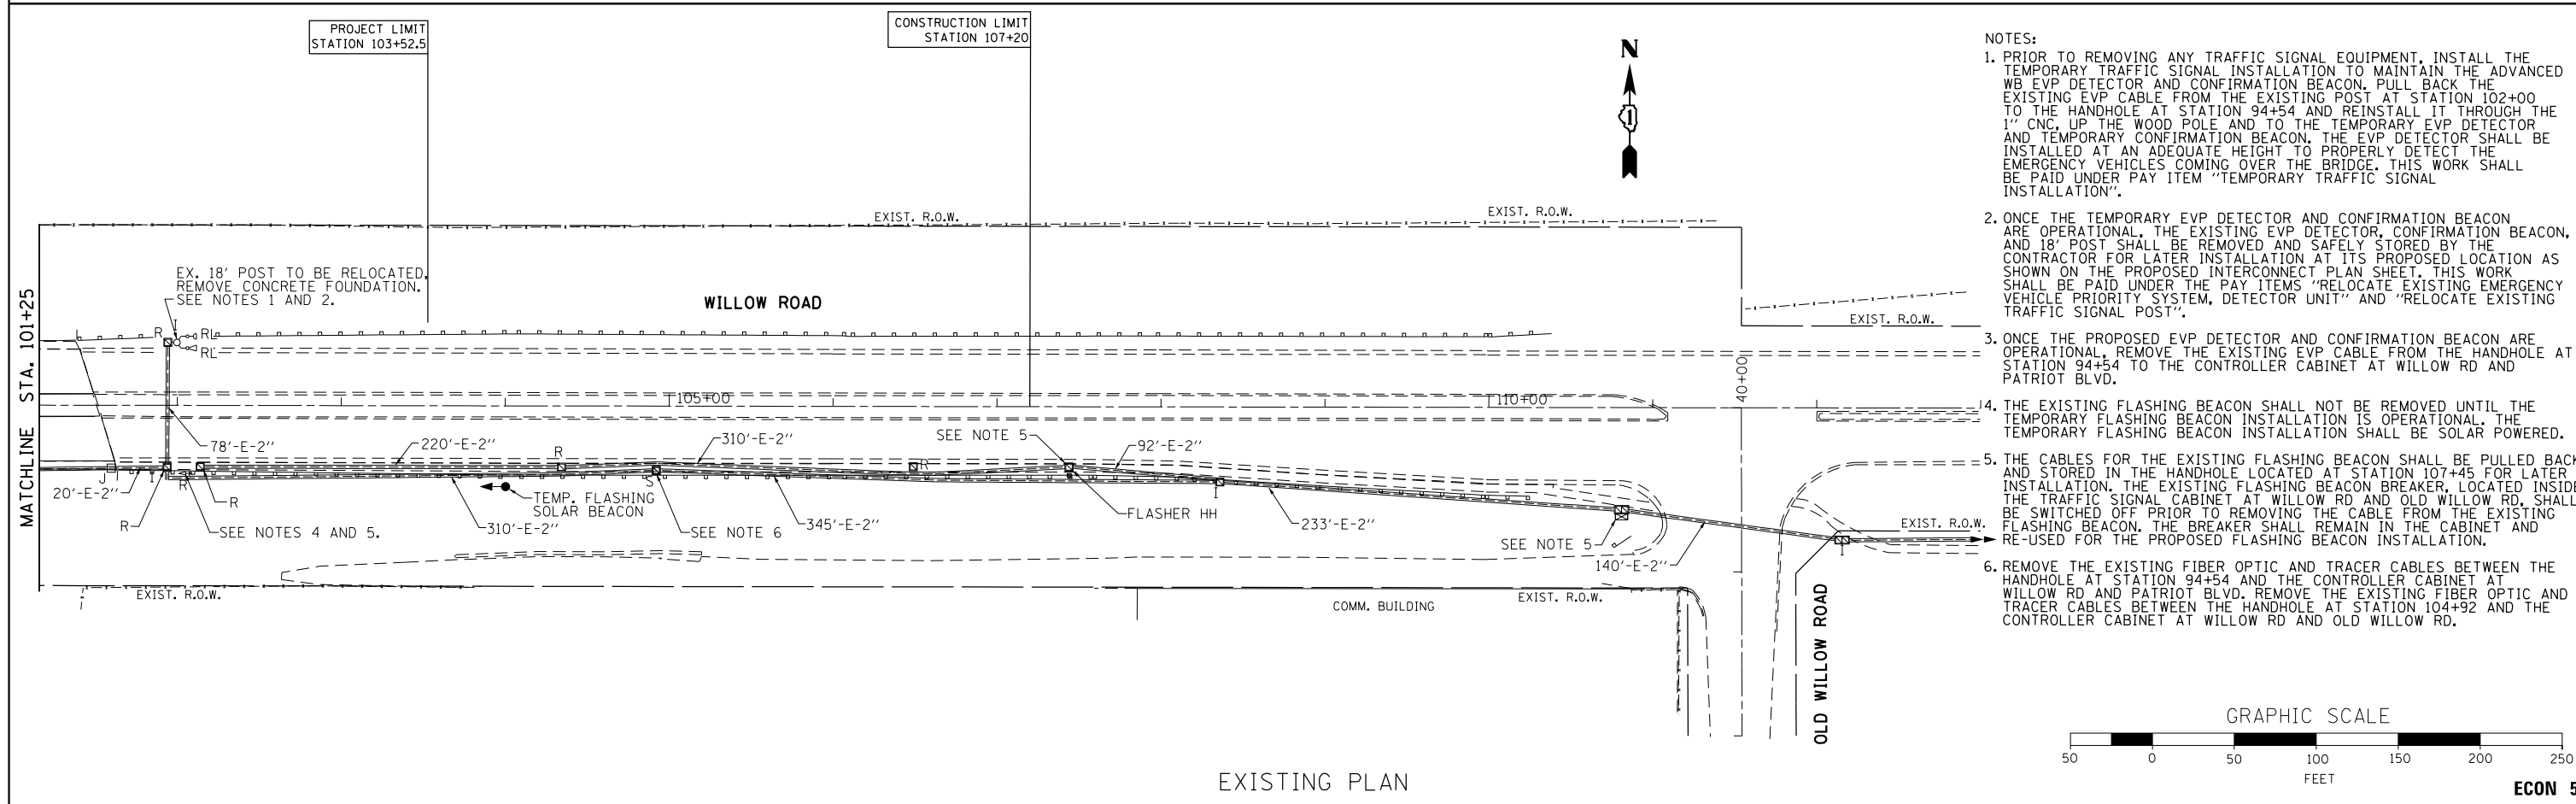 PROJECT LIMIT
STATION 103+52.5
CONSTRUCTION LIMIT
STATION 107+20
N
1
EXIST. R.O.W.
EXIST. R.O.W.
EX. 18' POST TO BE RELOCATED.
REMOVE CONCRETE FOUNDATION.
SEE NOTES 1 AND 2.
WILLOW ROAD
EXIST. R.O.W.
MATCHLINE STA. 101+25
R
I
RL
RL
105+00
110+00
40+00
78'-E-2"
220'-E-2"
R
310'-E-2"
SEE NOTE 5
92'-E-2"
R
J
I
R
S
I
20'-E-2"
R
TEMP. FLASHING
SOLAR BEACON
FLASHER HH
R
SEE NOTES 4 AND 5.
310'-E-2"
SEE NOTE 6
345'-E-2"
233'-E-2"
SEE NOTE 5
EXIST. R.O.W.
I
140'-E-2"
EXIST. R.O.W.
COMM. BUILDING
EXIST. R.O.W.
OLD WILLOW ROAD
EXISTING PLAN
NOTES:
1. PRIOR TO REMOVING ANY TRAFFIC SIGNAL EQUIPMENT, INSTALL THE
TEMPORARY TRAFFIC SIGNAL INSTALLATION TO MAINTAIN THE ADVANCED
WB EVP DETECTOR AND CONFIRMATION BEACON. PULL BACK THE
EXISTING EVP CABLE FROM THE EXISTING POST AT STATION 102+00
TO THE HANDHOLE AT STATION 94+54 AND REINSTALL IT THROUGH THE
1" CNC, UP THE WOOD POLE AND TO THE TEMPORARY EVP DETECTOR
AND TEMPORARY CONFIRMATION BEACON. THE EVP DETECTOR SHALL BE
INSTALLED AT AN ADEQUATE HEIGHT TO PROPERLY DETECT THE
EMERGENCY VEHICLES COMING OVER THE BRIDGE. THIS WORK SHALL
BE PAID UNDER PAY ITEM "TEMPORARY TRAFFIC SIGNAL
INSTALLATION".
2. ONCE THE TEMPORARY EVP DETECTOR AND CONFIRMATION BEACON
ARE OPERATIONAL, THE EXISTING EVP DETECTOR, CONFIRMATION BEACON,
AND 18' POST SHALL BE REMOVED AND SAFELY STORED BY THE
CONTRACTOR FOR LATER INSTALLATION AT ITS PROPOSED LOCATION AS
SHOWN ON THE PROPOSED INTERCONNECT PLAN SHEET. THIS WORK
SHALL BE PAID UNDER THE PAY ITEMS "RELOCATE EXISTING EMERGENCY
VEHICLE PRIORITY SYSTEM, DETECTOR UNIT" AND "RELOCATE EXISTING
TRAFFIC SIGNAL POST".
3. ONCE THE PROPOSED EVP DETECTOR AND CONFIRMATION BEACON ARE
OPERATIONAL, REMOVE THE EXISTING EVP CABLE FROM THE HANDHOLE AT
STATION 94+54 TO THE CONTROLLER CABINET AT WILLOW RD AND
PATRIOT BLVD.
4. THE EXISTING FLASHING BEACON SHALL NOT BE REMOVED UNTIL THE
TEMPORARY FLASHING BEACON INSTALLATION IS OPERATIONAL. THE
TEMPORARY FLASHING BEACON INSTALLATION SHALL BE SOLAR POWERED.
5. THE CABLES FOR THE EXISTING FLASHING BEACON SHALL BE PULLED BACK
AND STORED IN THE HANDHOLE LOCATED AT STATION 107+45 FOR LATER
INSTALLATION. THE EXISTING FLASHING BEACON BREAKER, LOCATED INSIDE
THE TRAFFIC SIGNAL CABINET AT WILLOW RD AND OLD WILLOW RD, SHALL
BE SWITCHED OFF PRIOR TO REMOVING THE CABLE FROM THE EXISTING
FLASHING BEACON. THE BREAKER SHALL REMAIN IN THE CABINET AND
RE-USED FOR THE PROPOSED FLASHING BEACON INSTALLATION.
6. REMOVE THE EXISTING FIBER OPTIC AND TRACER CABLES BETWEEN THE
HANDHOLE AT STATION 94+54 AND THE CONTROLLER CABINET AT
WILLOW RD AND PATRIOT BLVD. REMOVE THE EXISTING FIBER OPTIC AND
TRACER CABLES BETWEEN THE HANDHOLE AT STATION 104+92 AND THE
CONTROLLER CABINET AT WILLOW RD AND OLD WILLOW RD.
GRAPHIC SCALE
50 0 50 100 150 200 250
FEET
ECON 5